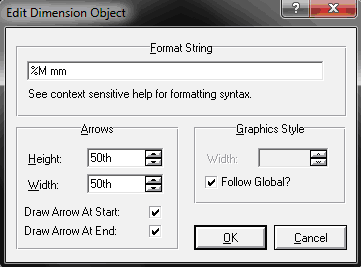 Edit Dimension Object
?
Format String
%M mm
See context sensitive help for formatting syntax.
Arrows
Height: 50th
Width: 50th
Draw Arrow At Start:
Draw Arrow At End:
Graphics Style
Width:
Follow Global?
OK
Cancel